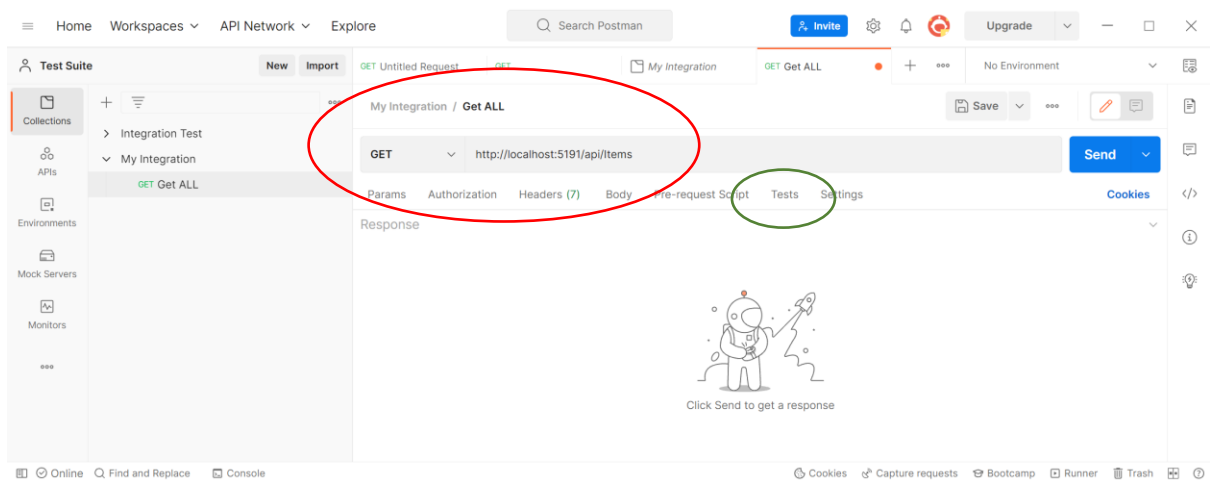 Home Workspaces API Network Explore Search Postman Invite Upgrade
Test Suite New Import GET Untitled Request GET My Integration GET Get ALL No Environment
Collections
My Integration / Get ALL Save
Integration Test
My Integration
GET Get ALL
APIs
Environments
Mock Servers
Monitors
GET http://localhost:5191/api/Items Send
Params Authorization Headers (7) Body Pre-request Script Tests Settings Cookies
Response
Click Send to get a response
Online Find and Replace Console Cookies Capture requests Bootcamp Runner Trash